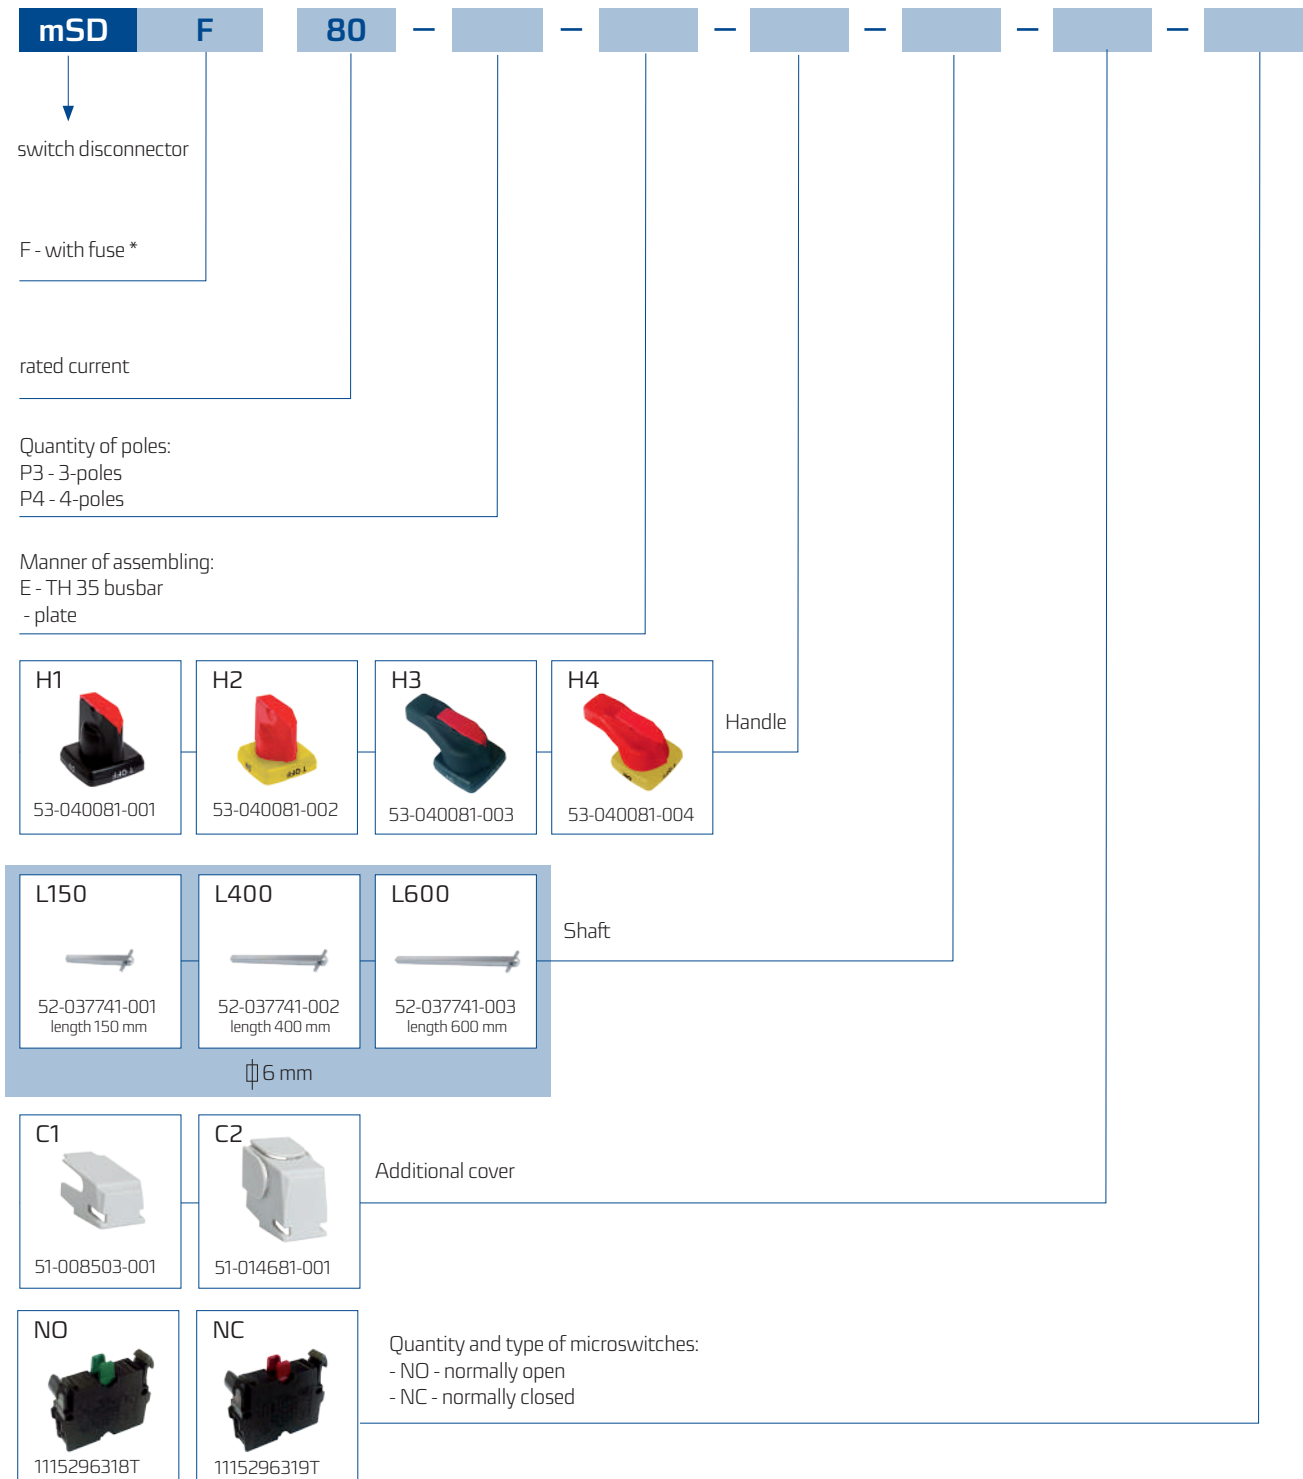 mSD F 80 – – – – – –
switch disconnector
F - with fuse *
rated current
Quantity of poles:
P3 - 3-poles
P4 - 4-poles
Manner of assembling:
E - TH 35 busbar
- plate
H1 H2 H3 H4
I OFF
Handle
53-040081-001 53-040081-002 53-040081-003 53-040081-004
L150 L400 L600
Shaft
52-037741-001 52-037741-002 52-037741-003
length 150 mm length 400 mm length 600 mm
6 mm
C1 C2
Additional cover
51-008503-001 51-014681-001
NO NC
Quantity and type of microswitches:
- NO - normally open
- NC - normally closed
1115296318T 1115296319T